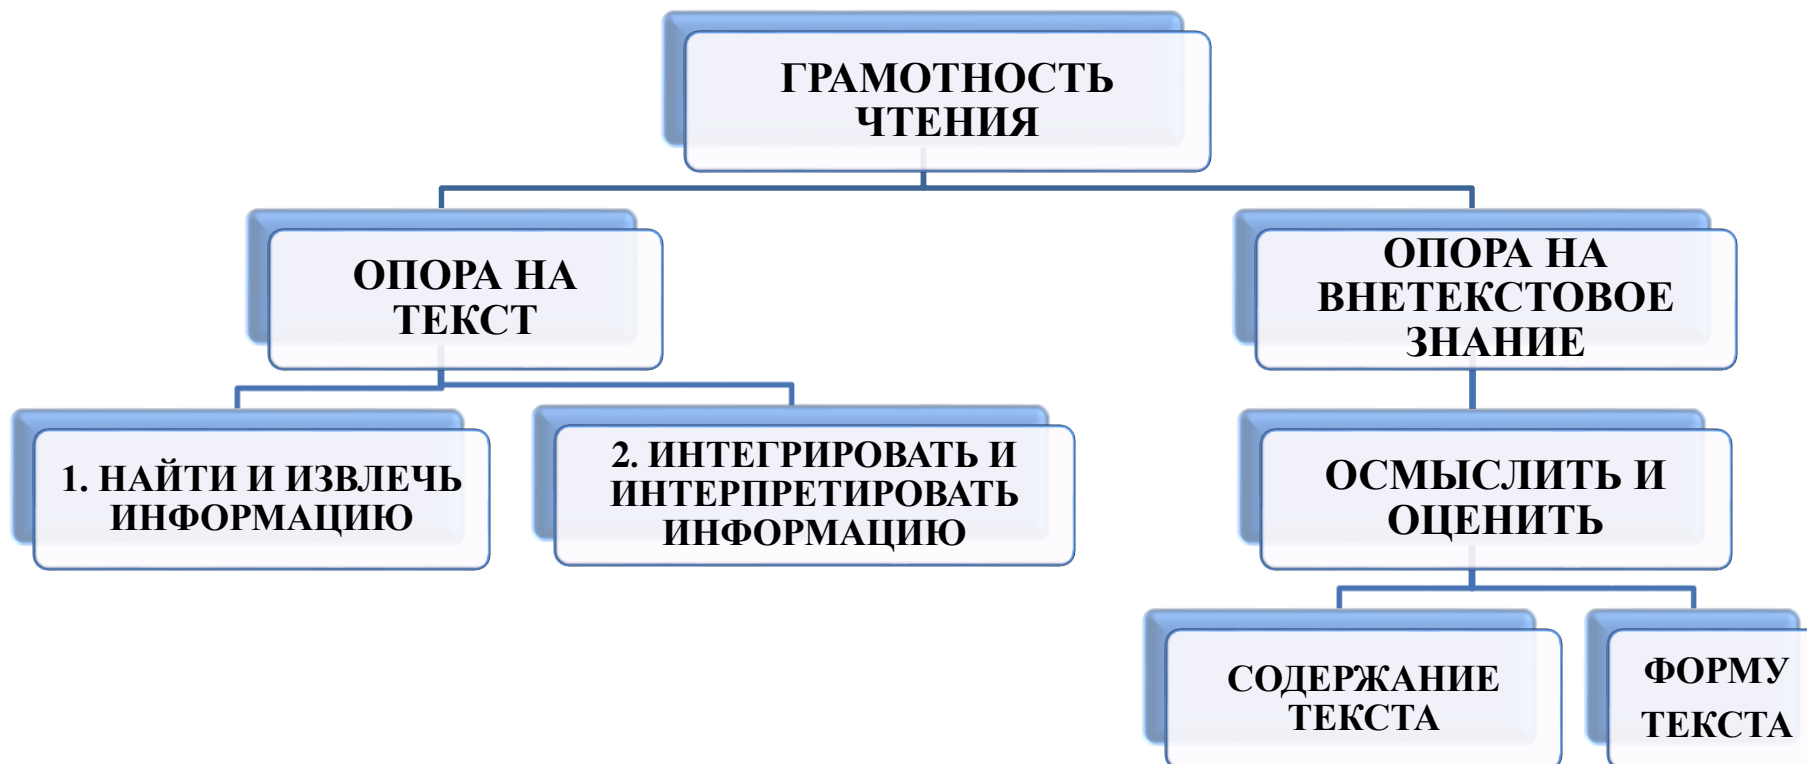 ГРАМОТНОСТЬ
ЧТЕНИЯ
ОПОРА НА
ТЕКСТ
ОПОРА НА
ВНЕТЕКСТОВОЕ
ЗНАНИЕ
1. НАЙТИ И ИЗВЛЕЧЬ
ИНФОРМАЦИЮ
2. ИНТЕГРИРОВАТЬ И
ИНТЕРПРЕТИРОВАТЬ
ИНФОРМАЦИЮ
ОСМЫСЛИТЬ И
ОЦЕНИТЬ
СОДЕРЖАНИЕ
ТЕКСТА
ФОРМУ
ТЕКСТА